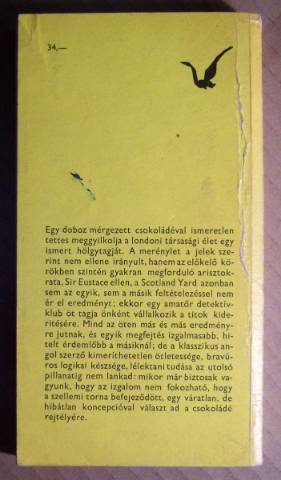 34,—
Egy doboz mérgezett csokoládéval ismeretlen
tettes meggyilkolja a londoni társasági élet egy
ismert hölgytagját. A merénylet a jelek sze-
rint nem ellene irányult, hanem az előkelő kö-
rökben szintén gyakran megforduló arisztok-
rata, Sir Eustace ellen, a Scotland Yard azonban
sem az egyik, sem a másik feltételezéssel nem
ér el eredményt: ekkor egy amatőr detektív-
klub öt tagja önként vállalkozik a titok kide-
rítésére. Mind az öten más és más eredmény-
re jutnak, és egyik megfejtés izgalmasabb, hi-
telt érdemlőbb a másiknál; de a klasszikus an-
gol szerző kimeríthetetlen ötletessége, bravú-
ros logikai készsége, lélektani tudása az utolsó
pillanatig nem lankad: mikor már biztosak va-
gyunk, hogy az izgalom nem fokozható, hogy
a szellemi torna befejeződött, egy váratlan, de
hibátlan koncepcióval választ ad a csokoládé
rejtélyére.